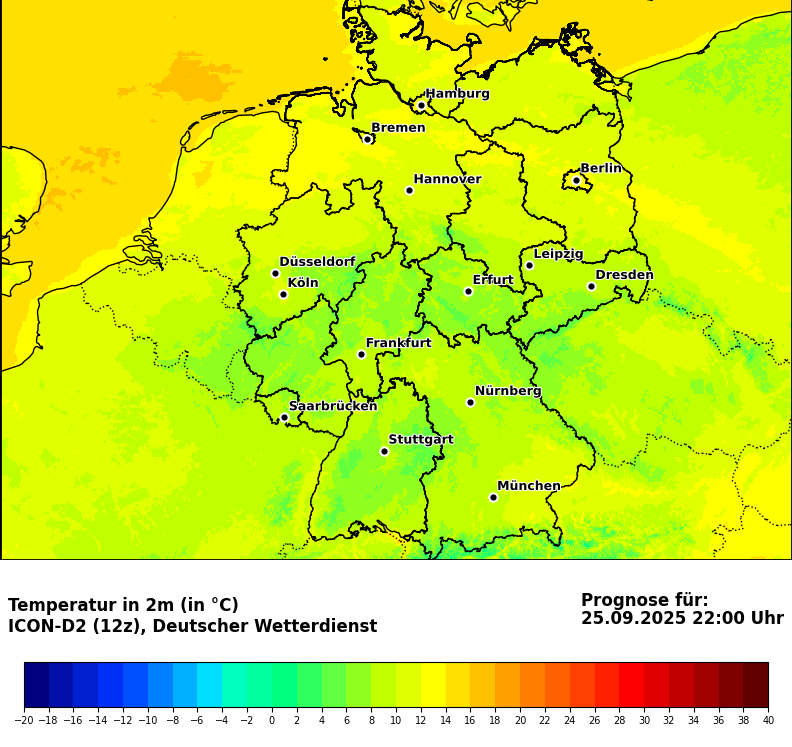 Hamburg
Bremen
Berlin
Hannover
Leipzig
Düsseldorf
Dresden
Köln
Erfurt
Frankfurt
Nürnberg
Saarbrücken
Stuttgart
München
Temperatur in 2m (in °C)
ICON-D2 (12z), Deutscher Wetterdienst
Prognose für:
25.09.2025 22:00 Uhr
−20 −18 −16 −14 −12 −10 −8 −6 −4 −2 0 2 4 6 8 10 12 14 16 18 20 22 24 26 28 30 32 34 36 38 40